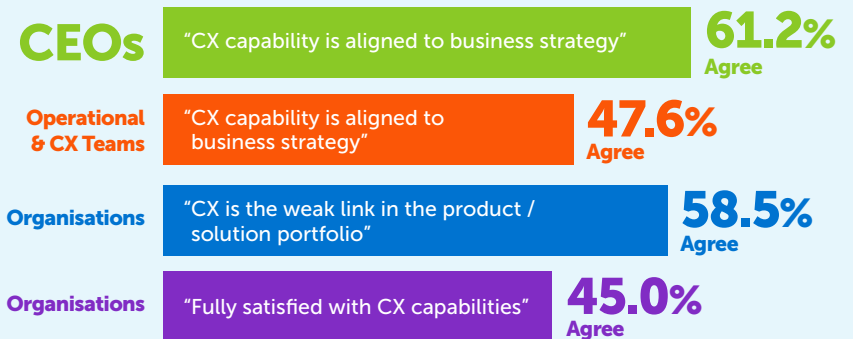 CEOs
“CX capability is aligned to business strategy”
61.2%
Agree
Operational
& CX Teams
“CX capability is aligned to
business strategy”
47.6%
Agree
Organisations
“CX is the weak link in the product /
solution portfolio”
58.5%
Agree
Organisations
“Fully satisfied with CX capabilities”
45.0%
Agree